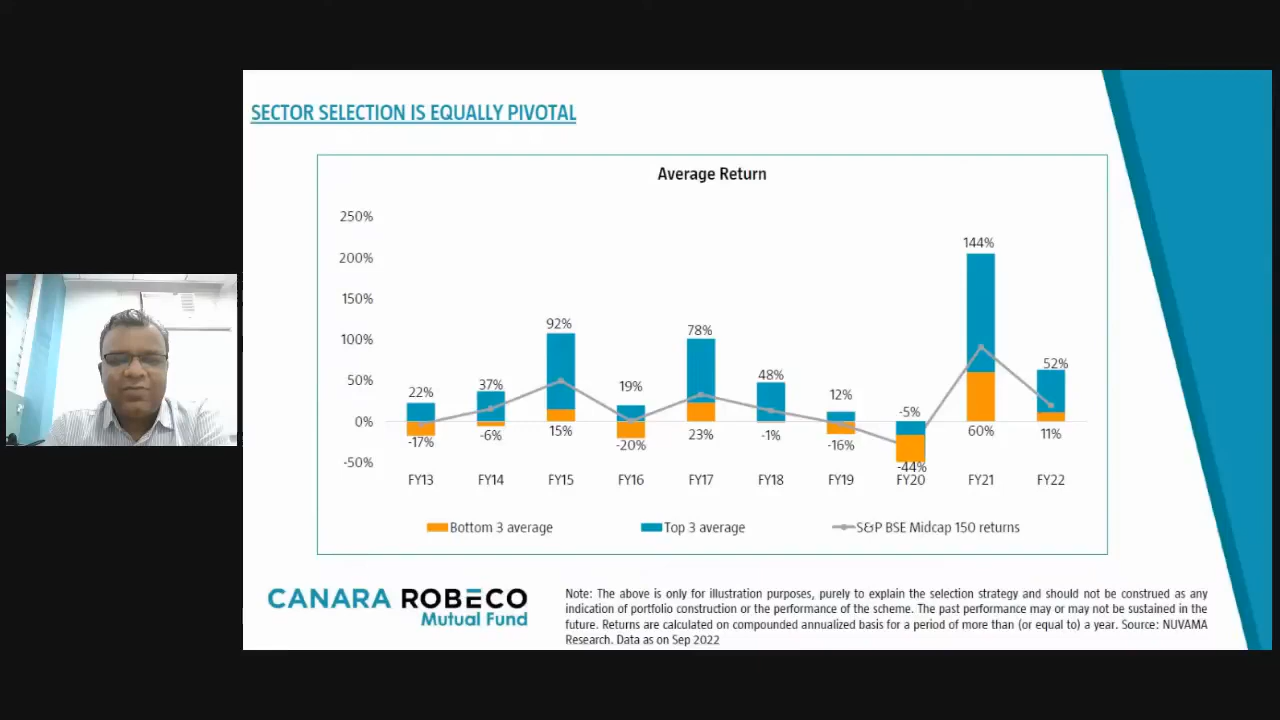 SECTOR SELECTION IS EQUALLY PIVOTAL
Average Return
250%
200%
150%
100%
50%
0%
-50%
22%
37%
92%
19%
78%
48%
12%
-5%
144%
52%
-17%
-6%
15%
-20%
23%
-1%
-16%
-44%
60%
11%
FY13 FY14 FY15 FY16 FY17 FY18 FY19 FY20 FY21 FY22
Bottom 3 average Top 3 average S&P BSE Midcap 150 returns
CANARA ROBECO
Mutual Fund
Note: The above is only for illustration purposes, purely to explain the selection strategy and should not be construed as any
indication of portfolio construction or the performance of the scheme. The past performance may or may not be sustained in the
future. Returns are calculated on compounded annualized basis for a period of more than (or equal to) a year. Source: NUVAMA
Research. Data as on Sep 2022